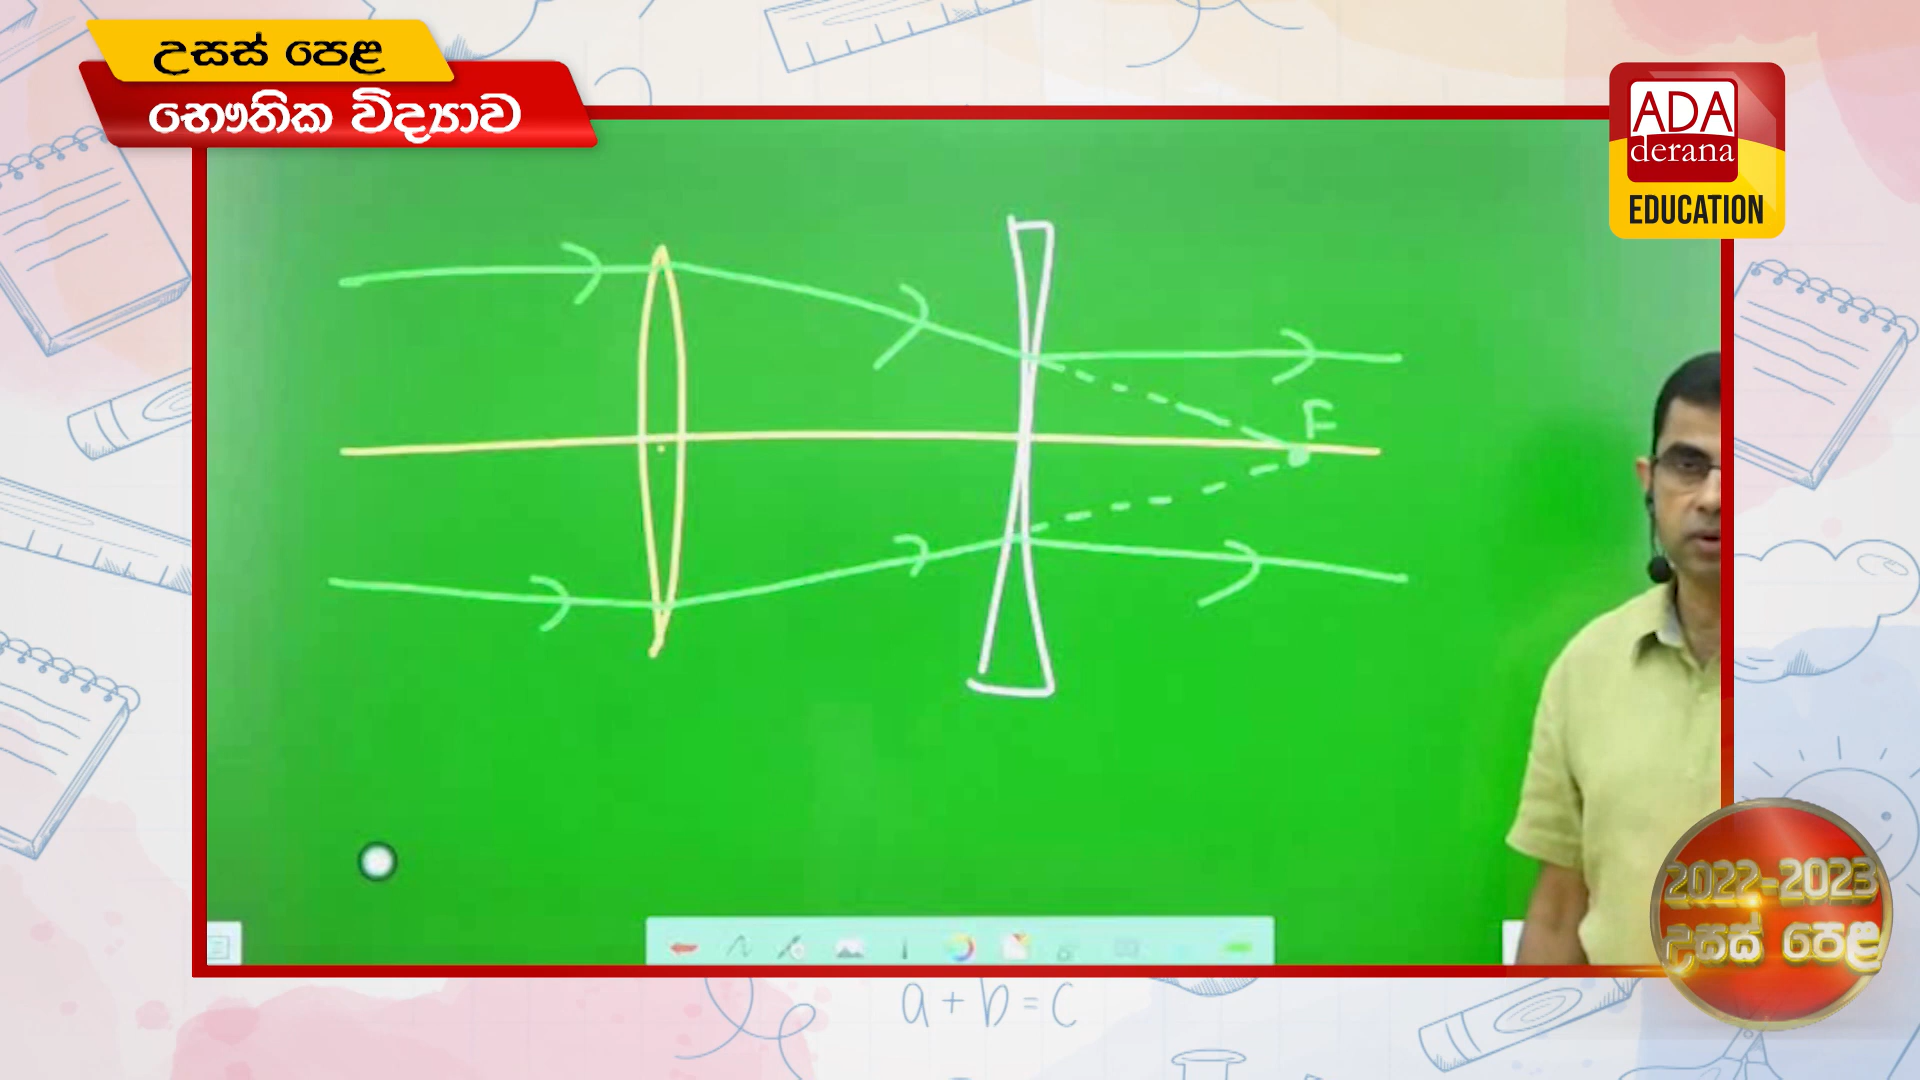 උසස් පෙළ
භෞතික විද්‍යාව
ADA
derana
EDUCATION
F
2022-2023
උසස් පෙළ
a + b = c